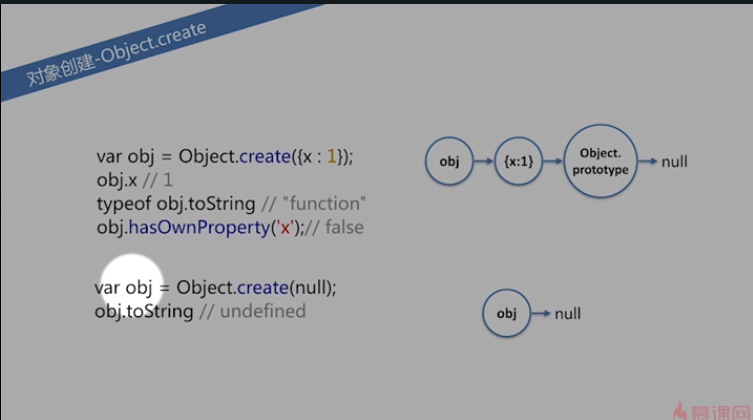 对象创建-Object.create
var obj = Object.create({x : 1});
obj.x // 1
typeof obj.toString // "function"
obj.hasOwnProperty('x');// false
obj
{x:1}
Object.
prototype
null
var obj = Object.create(null);
obj.toString // undefined
obj
null
慕课网